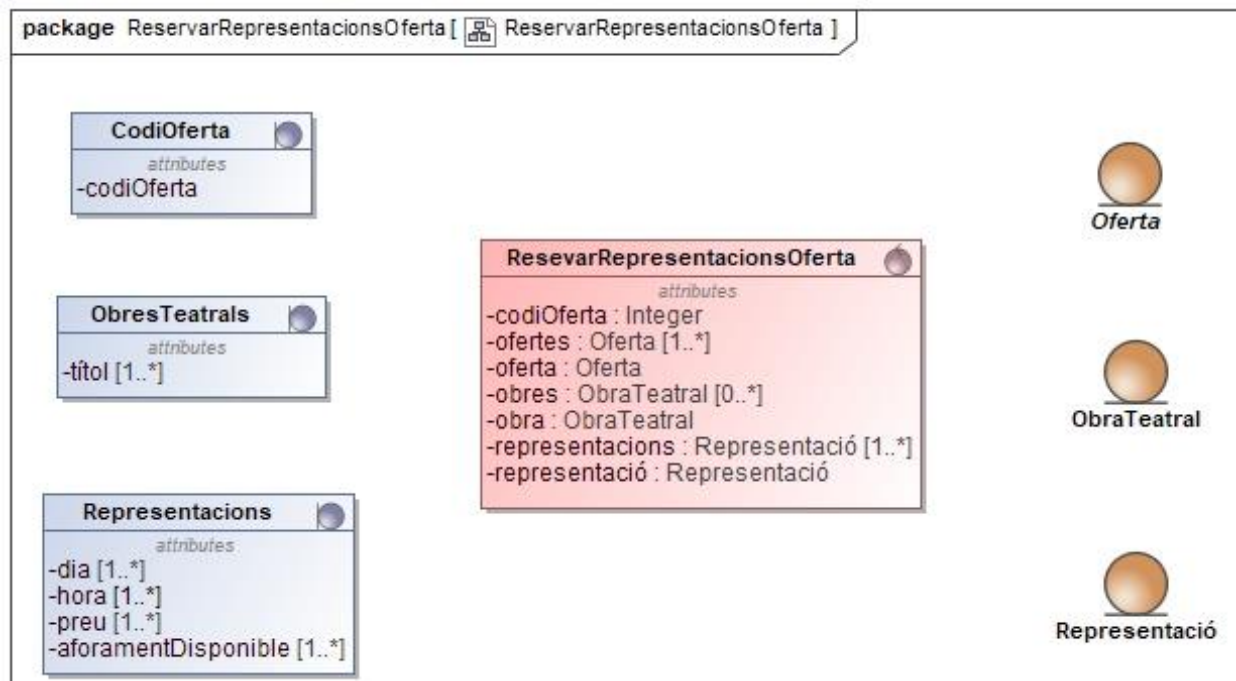 package ReservarRepresentacionsOferta [ ReservarRepresentacionsOferta ]
CodiOferta
attributes
-codiOferta
ObresTeatrals
attributes
-títol [1..*]
Representacions
attributes
-dia [1..*]
-hora [1..*]
-preu [1..*]
-aforamentDisponible [1..*]
ResevarRepresentacionsOferta
attributes
-codiOferta : Integer
-ofertes : Oferta [1..*]
-oferta : Oferta
-obres : ObraTeatral [0..*]
-obra : ObraTeatral
-representacions : Representació [1..*]
-representació : Representació
Oferta
ObraTeatral
Representació